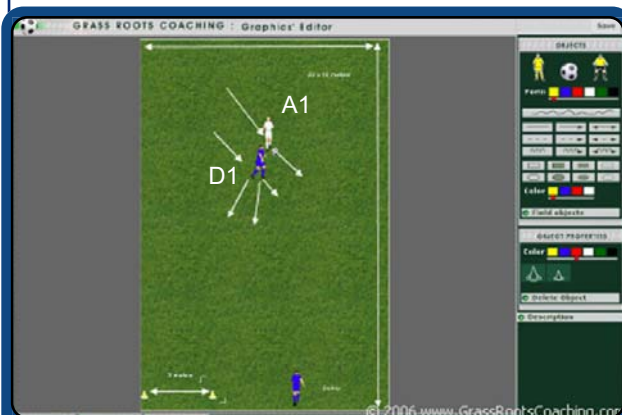 GRASS ROOTS COACHING : Graphics' Editor
Save
OBJECTS
A1
D1
Color
Field objects
OBJECT PROPERTIES
Color
Delete Object
Description
© 2006 www.GrassRootsCoaching.com